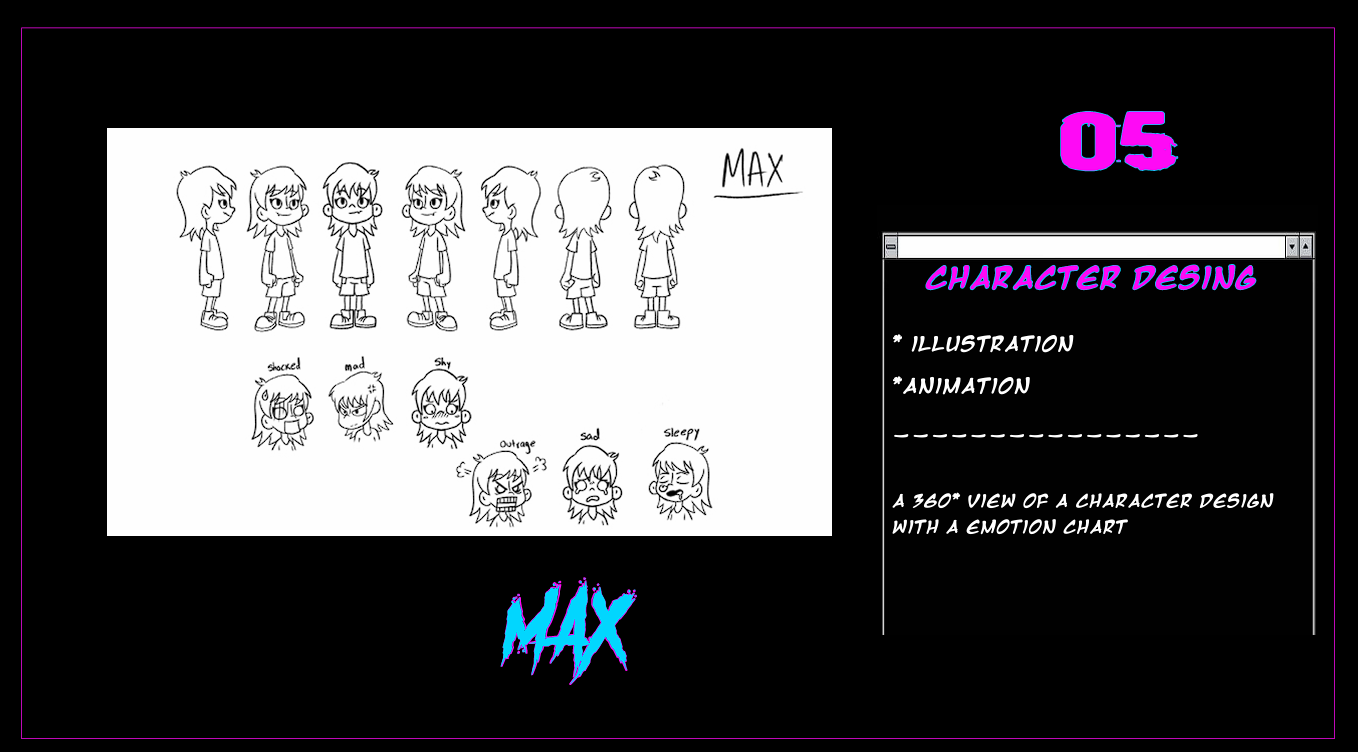 MAX
shocked
mad
Shy
Outrage
sad
sleepy
MAX
05
CHARACTER DESING
* ILLUSTRATION
*ANIMATION
----------------
A 360* VIEW OF A CHARACTER DESIGN
WITH A EMOTION CHART